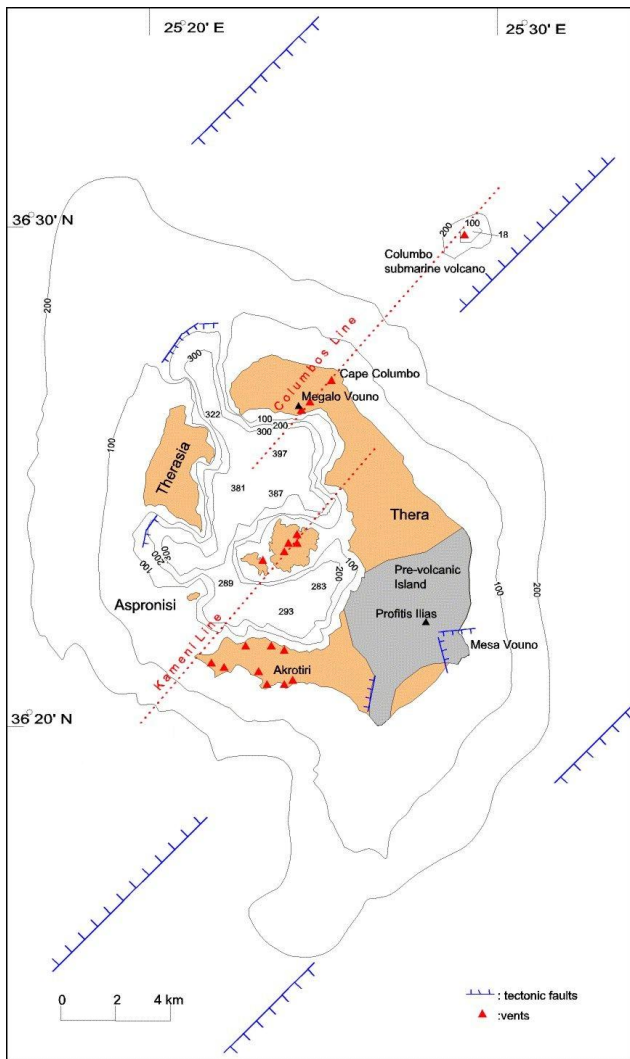 25°20' E
25°30' E
36°30' N
200
100
200
18
Columbo
submarine volcano
Columbos Line
300
Cape Columbo
Megalo Vouno
322
100
200
300
397
100
Therasia
381
387
Thera
100
200
300
100
200
289
283
Pre-volcanic
Island
100
200
Aspronisi
293
Profitis Ilias
Kameni Line
Mesa Vouno
Akrotiri
36°20' N
0 2 4 km
: tectonic faults
: vents